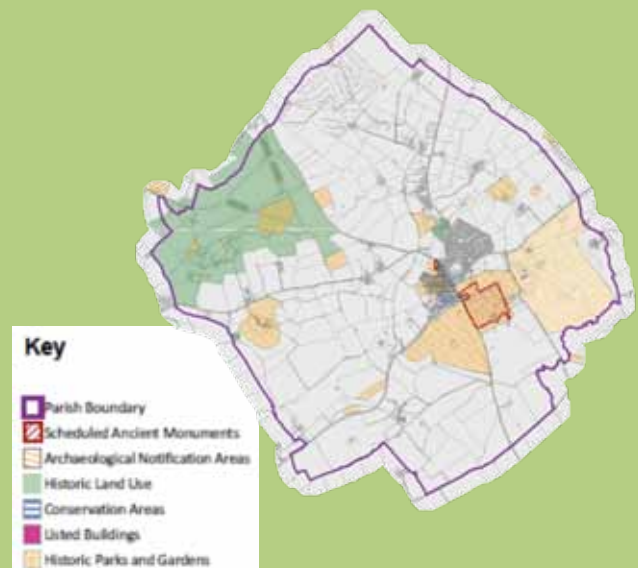 Key
Parish Boundary
Scheduled Ancient Monuments
Archaeological Notification Areas
Historic Land Use
Conservation Areas
Listed Buildings
Historic Parks and Gardens